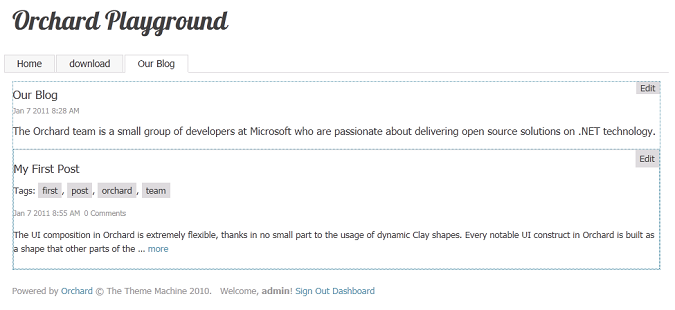 Orchard Playground
Home download Our Blog
Edit
Our Blog
Jan 7 2011 8:28 AM
The Orchard team is a small group of developers at Microsoft who are passionate about delivering open source solutions on .NET technology.
Edit
My First Post
Tags: first , post , orchard , team
Jan 7 2011 8:55 AM 0 Comments
The UI composition in Orchard is extremely flexible, thanks in no small part to the usage of dynamic Clay shapes. Every notable UI construct in Orchard is built as
a shape that other parts of the ... more
Powered by Orchard © The Theme Machine 2010. Welcome, admin! Sign Out Dashboard